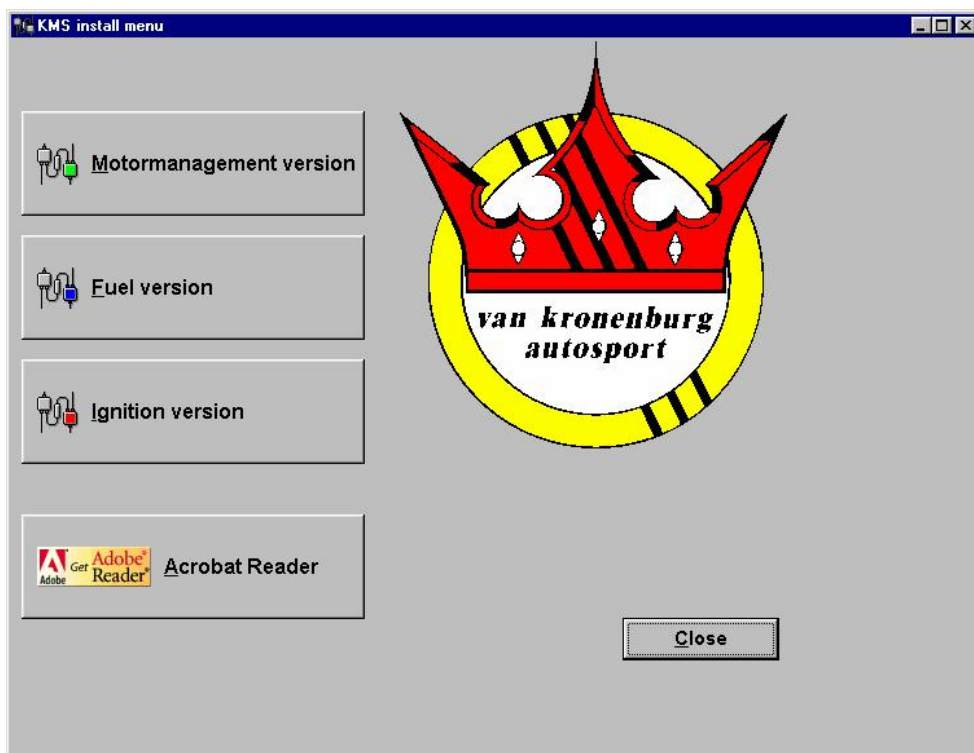 KMS install menu
Motormanagement version
Fuel version
Ignition version
Adobe
Get Adobe® Reader®
Acrobat Reader
van kronenburg
autosport
Close